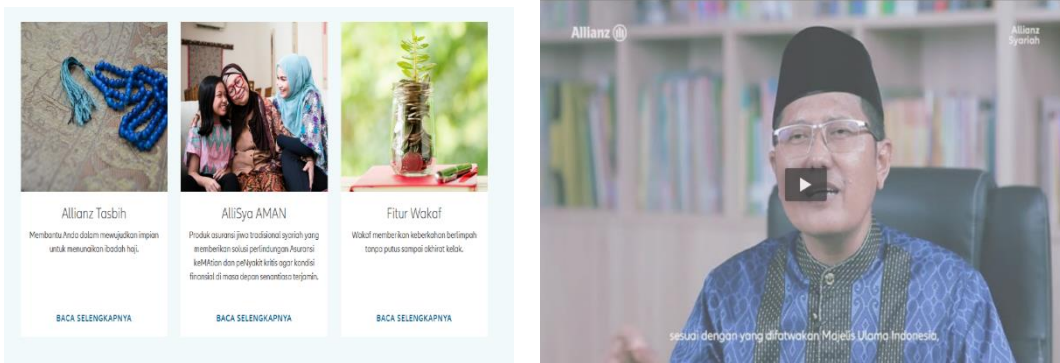 Allianz Tasbih
Membantu Anda dalam mewujudkan impian
untuk menunaikan ibadah haji.
BACA SELENGKAPNYA
AlliSya AMAN
Produk asuransi jiwa tradisional syariah yang
memberikan solusi perlindungan Asuransi
keMAtian dan peNyakit kritis agar kondisi
finansial di masa depan senantiasa terjamin.
BACA SELENGKAPNYA
Fitur Wakaf
Wakaf memberikan keberkahan berlimpah
tanpa putus sampai akhirat kelak.
BACA SELENGKAPNYA
Allianz
Allianz
Syariah
sesuai dengan yang difatwakan Majelis Ulama Indonesia,